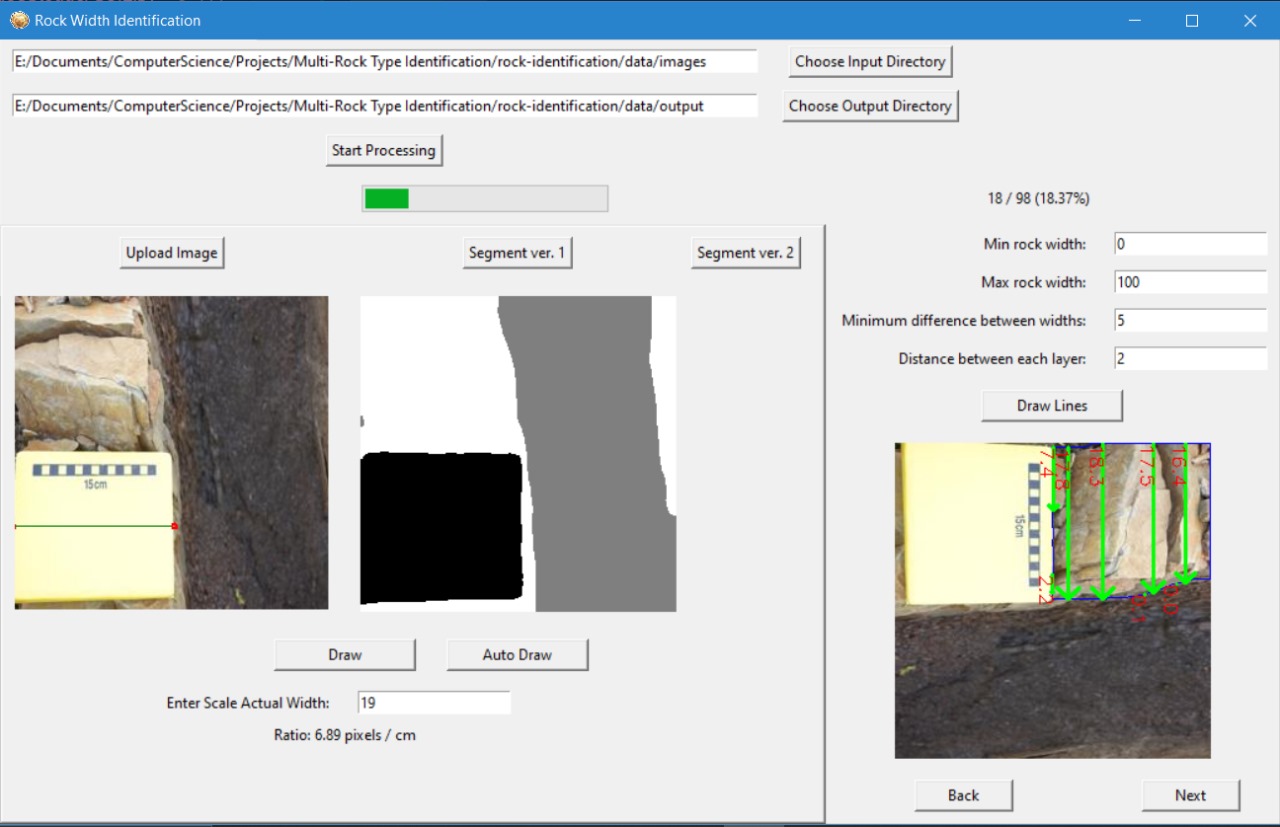 Rock Width Identification
E:/Documents/ComputerScience/Projects/Multi-Rock Type Identification/rock-identification/data/images
Choose Input Directory
E:/Documents/ComputerScience/Projects/Multi-Rock Type Identification/rock-identification/data/output
Choose Output Directory
Start Processing
18 / 98 (18.37%)
Upload Image
Segment ver. 1
Segment ver. 2
15cm
Draw
Auto Draw
Enter Scale Actual Width: 19
Ratio: 6.89 pixels / cm
Min rock width: 0
Max rock width: 100
Minimum difference between widths: 5
Distance between each layer: 2
Draw Lines
7.4
18.3
17.5
16.4
15cm
2.2
0.1
0.0
Back
Next